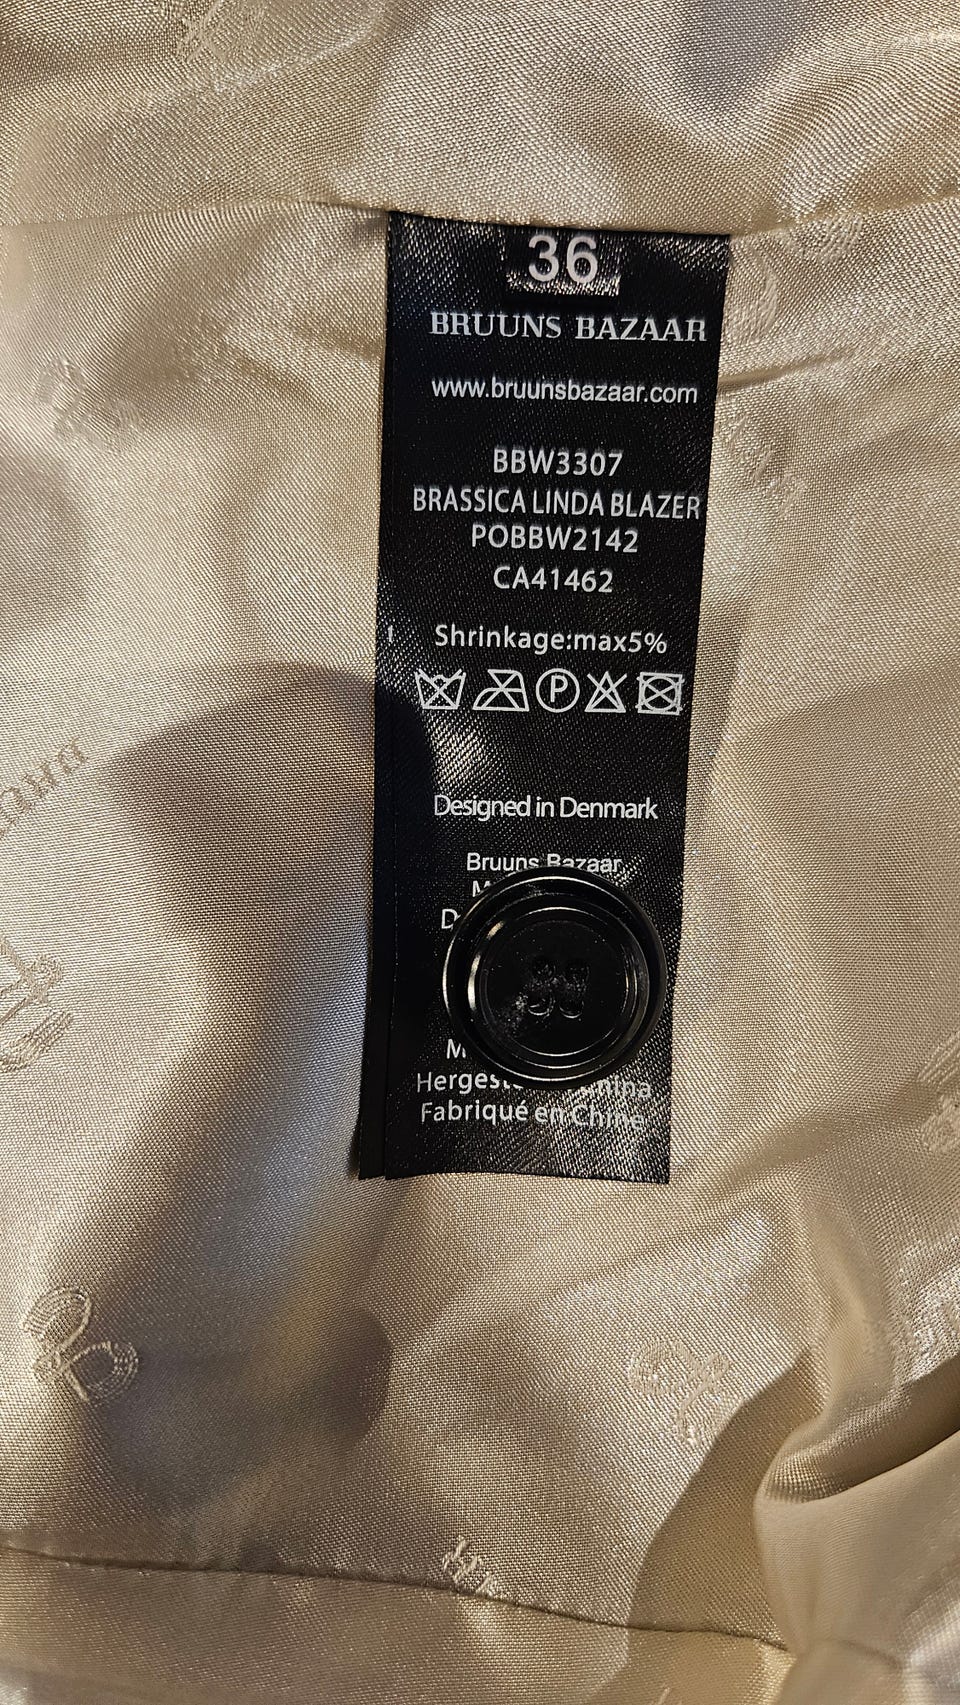 36
BRUUNS BAZAAR
www.bruunsbazaar.com
BBW3307
BRASSICA LINDA BLAZER
POBBW2142
CA41462
Shrinkage:max5%
P
Designed in Denmark
Bruuns Bazaar
Fabriqué en Chine